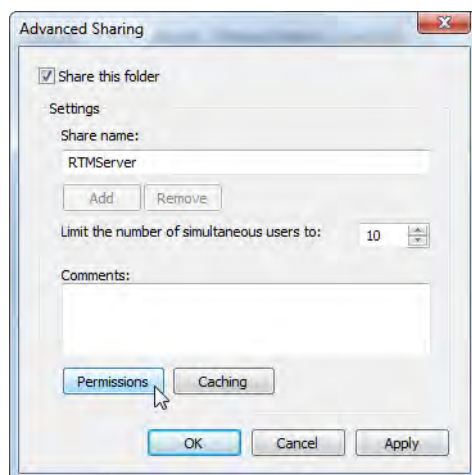 Advanced Sharing
Share this folder
Settings
Share name:
RTMServer
Add Remove
Limit the number of simultaneous users to: 10
Comments:
Permissions Caching
OK Cancel Apply